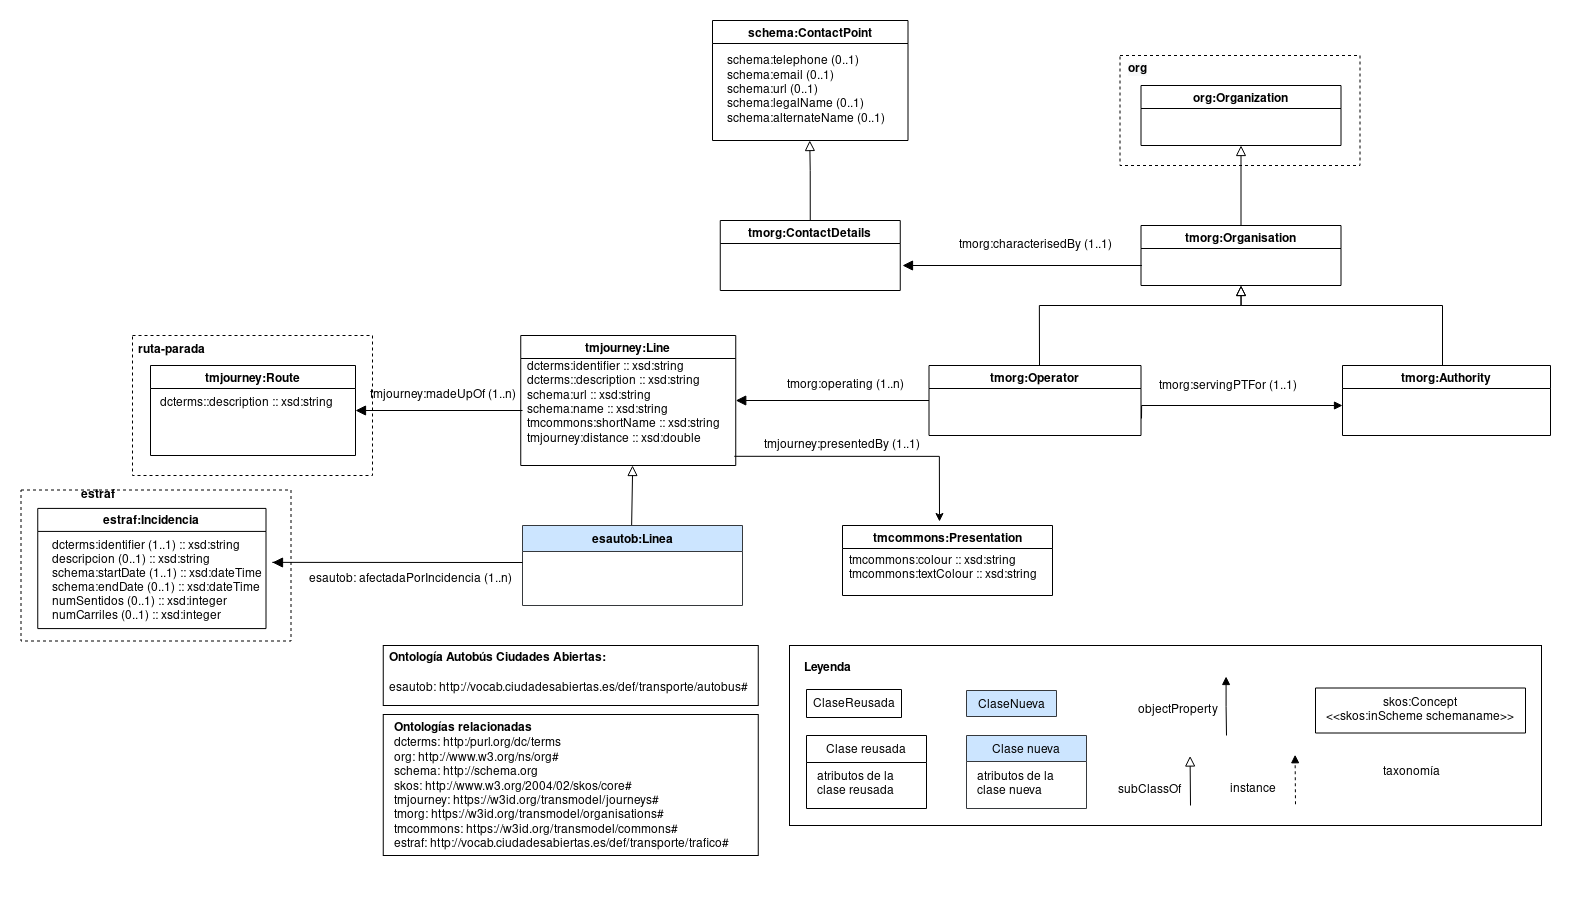 schema:ContactPoint
schema:telephone (0..1)
schema:email (0..1)
schema:url (0..1)
schema:legalName (0..1)
schema:alternateName (0..1)
org
org:Organization
tmorg:ContactDetails
tmorg:characterisedBy (1..1)
tmorg:Organisation
ruta-parada
tmjourney:Route
dcterms::description :: xsd:string
tmjourney:madeUpOf (1..n)
tmjourney:Line
dcterms:identifier :: xsd:string
dcterms::description :: xsd:string
schema:url :: xsd:string
schema:name :: xsd:string
tmcommons:shortName :: xsd:string
tmjourney:distance :: xsd:double
tmorg:operating (1..n)
tmorg:Operator
tmorg:servingPTFor (1..1)
tmorg:Authority
tmjourney:presentedBy (1..1)
estraf
estraf:Incidencia
dcterms:identifier (1..1) :: xsd:string
descripcion (0..1) :: xsd:string
schema:startDate (1..1) :: xsd:dateTime
schema:endDate (0..1) :: xsd:dateTime
numSentidos (0..1) :: xsd:integer
numCarriles (0..1) :: xsd:integer
esautob: afectadaPorIncidencia (1..n)
esautob:Linea
tmcommons:Presentation
tmcommons:colour :: xsd:string
tmcommons:textColour :: xsd:string
Ontología Autobús Ciudades Abiertas:
esautob: http://vocab.ciudadesabiertas.es/def/transporte/autobus#
Ontologías relacionadas
dcterms: http:/purl.org/dc/terms
org: http://www.w3.org/ns/org#
schema: http://schema.org
skos: http://www.w3.org/2004/02/skos/core#
tmjourney: https://w3id.org/transmodel/journeys#
tmorg: https://w3id.org/transmodel/organisations#
tmcommons: https://w3id.org/transmodel/commons#
estraf: http://vocab.ciudadesabiertas.es/def/transporte/trafico#
Leyenda
ClaseReusada
ClaseNueva
objectProperty
skos:Concept
<<skos:inScheme schemaname>>
Clase reusada
atributos de la
clase reusada
Clase nueva
atributos de la
clase nueva
subClassOf
instance
taxonomía